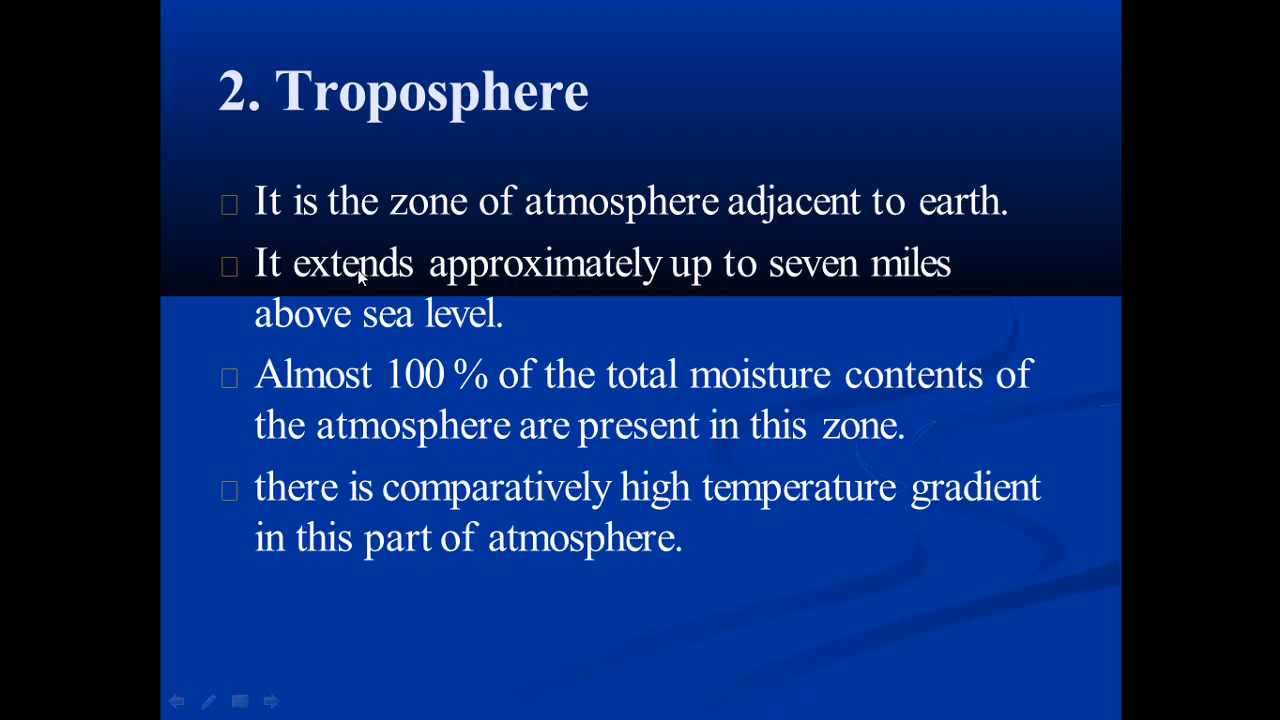 2. Troposphere
It is the zone of atmosphere adjacent to earth.
It extends approximately up to seven miles
above sea level.
Almost 100 % of the total moisture contents of
the atmosphere are present in this zone.
there is comparatively high temperature gradient
in this part of atmosphere.